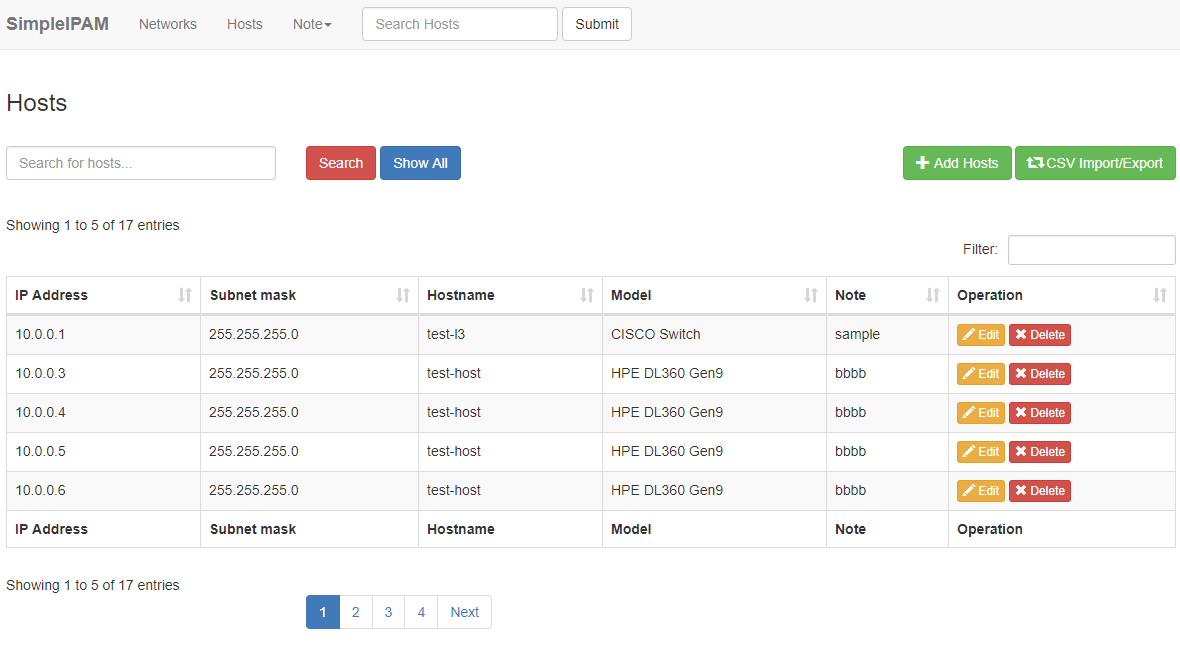 SimpleIPAM Networks Hosts Note Search Hosts Submit
Hosts
Search for hosts... Search Show All Add Hosts CSV Import/Export
Showing 1 to 5 of 17 entries
Filter:
IP Address Subnet mask Hostname Model Note Operation
10.0.0.1 255.255.255.0 test-l3 CISCO Switch sample Edit Delete
10.0.0.3 255.255.255.0 test-host HPE DL360 Gen9 bbbb Edit Delete
10.0.0.4 255.255.255.0 test-host HPE DL360 Gen9 bbbb Edit Delete
10.0.0.5 255.255.255.0 test-host HPE DL360 Gen9 bbbb Edit Delete
10.0.0.6 255.255.255.0 test-host HPE DL360 Gen9 bbbb Edit Delete
IP Address Subnet mask Hostname Model Note Operation
Showing 1 to 5 of 17 entries
1 2 3 4 Next